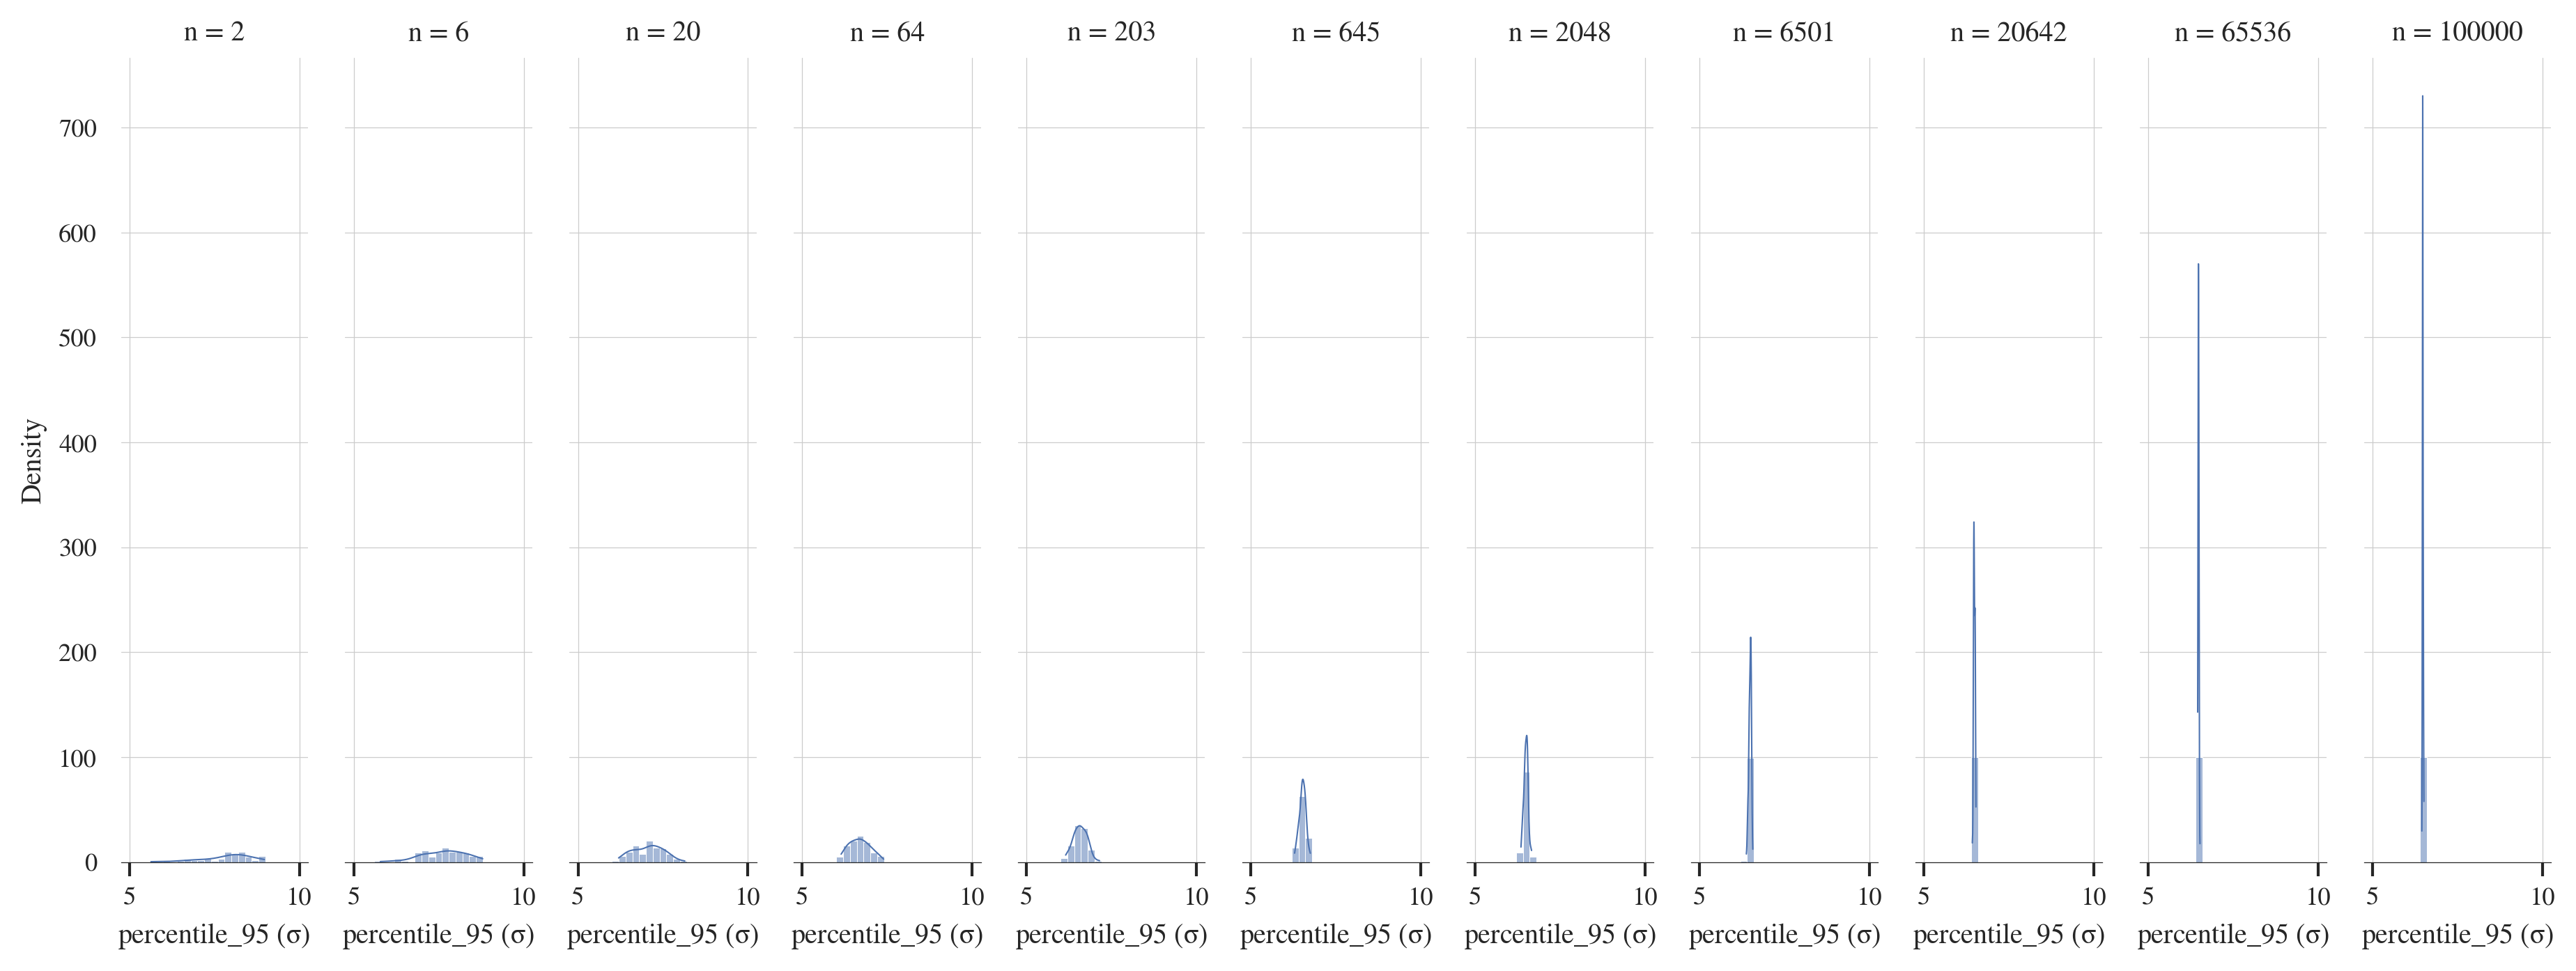 n = 2 n = 6 n = 20 n = 64 n = 203 n = 645 n = 2048 n = 6501 n = 20642 n = 65536 n = 100000
700
600
500
400
300
200
100
0
Density
5 10 5 10 5 10 5 10 5 10 5 10 5 10 5 10 5 10 5 10 5 10
percentile_95 (σ) percentile_95 (σ) percentile_95 (σ) percentile_95 (σ) percentile_95 (σ) percentile_95 (σ) percentile_95 (σ) percentile_95 (σ) percentile_95 (σ) percentile_95 (σ) percentile_95 (σ)